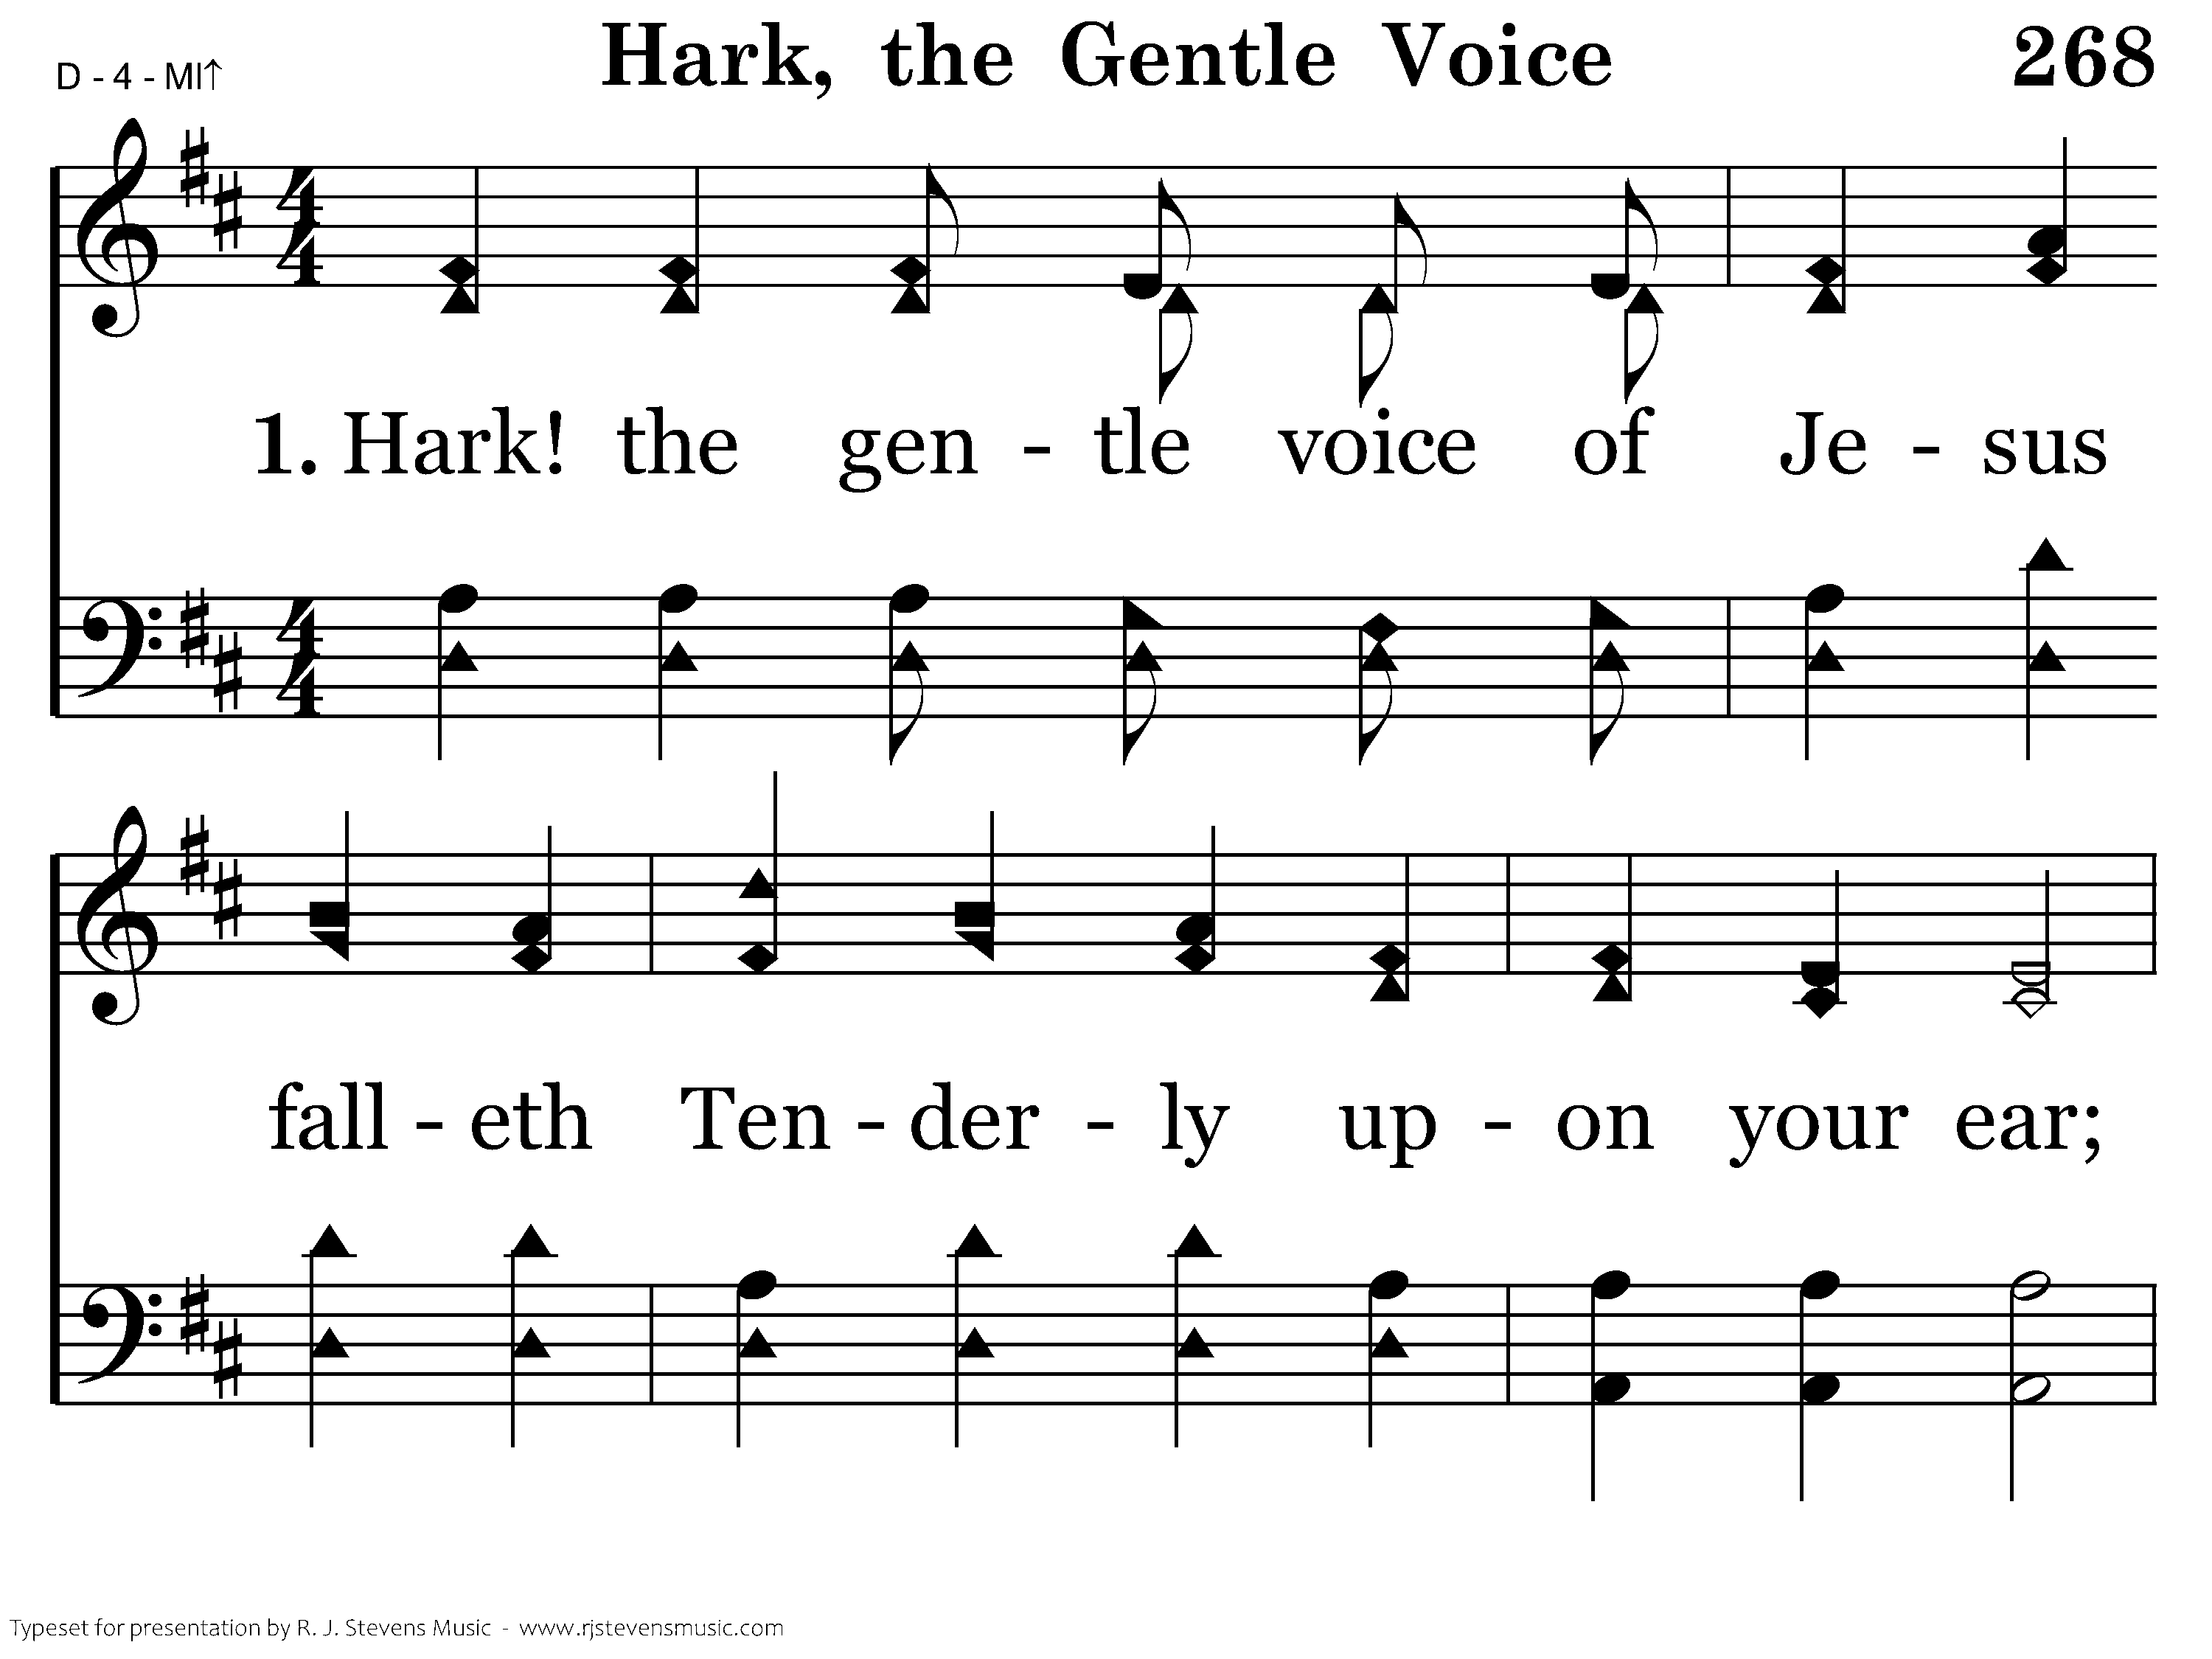 D - 4 - MI↑ Hark, the Gentle Voice 268
1. Hark! the gen - tle voice of Je - sus
fall - eth Ten - der - ly up - on your ear;
Typeset for presentation by R. J. Stevens Music - www.rjstevensmusic.com